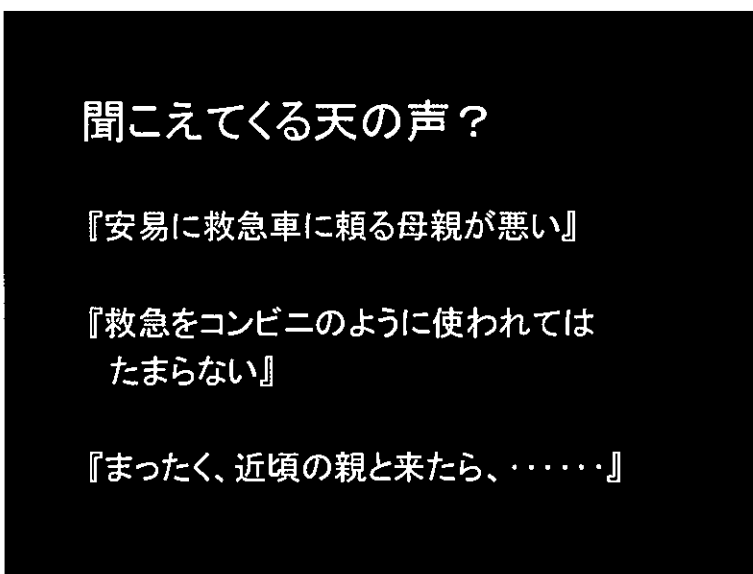 聞こえてくる天の声？
『安易に救急車に頼る母親が悪い』
『救急をコンビニのように使われては
たまらない』
『まったく、近頃の親と来たら、・・・・・・』